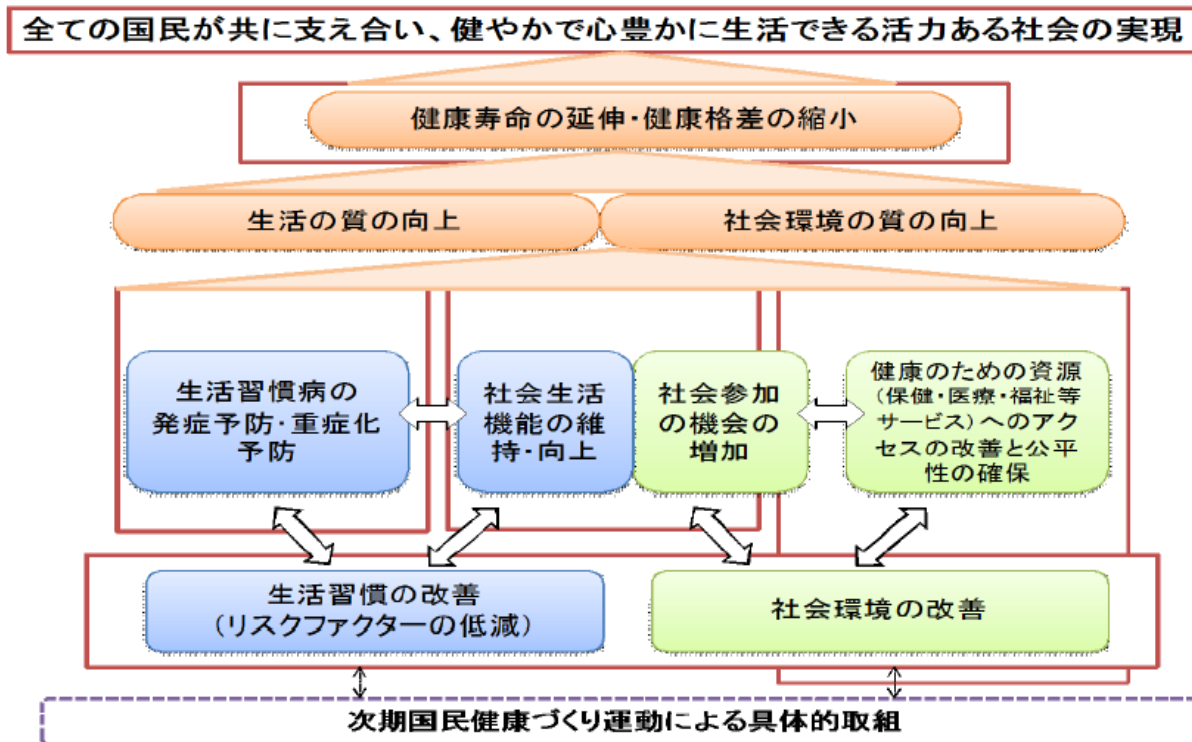 全ての国民が共に支え合い、健やかで心豊かに生活できる活力ある社会の実現
健康寿命の延伸・健康格差の縮小
生活の質の向上
社会環境の質の向上
生活習慣病の
発症予防・重症化
予防
社会生活
機能の維
持・向上
社会参加
の機会の
増加
健康のための資源
(保健・医療・福祉等
サービス)へのアク
セスの改善と公平
性の確保
生活習慣の改善
(リスクファクターの低減)
社会環境の改善
次期国民健康づくり運動による具体的取組